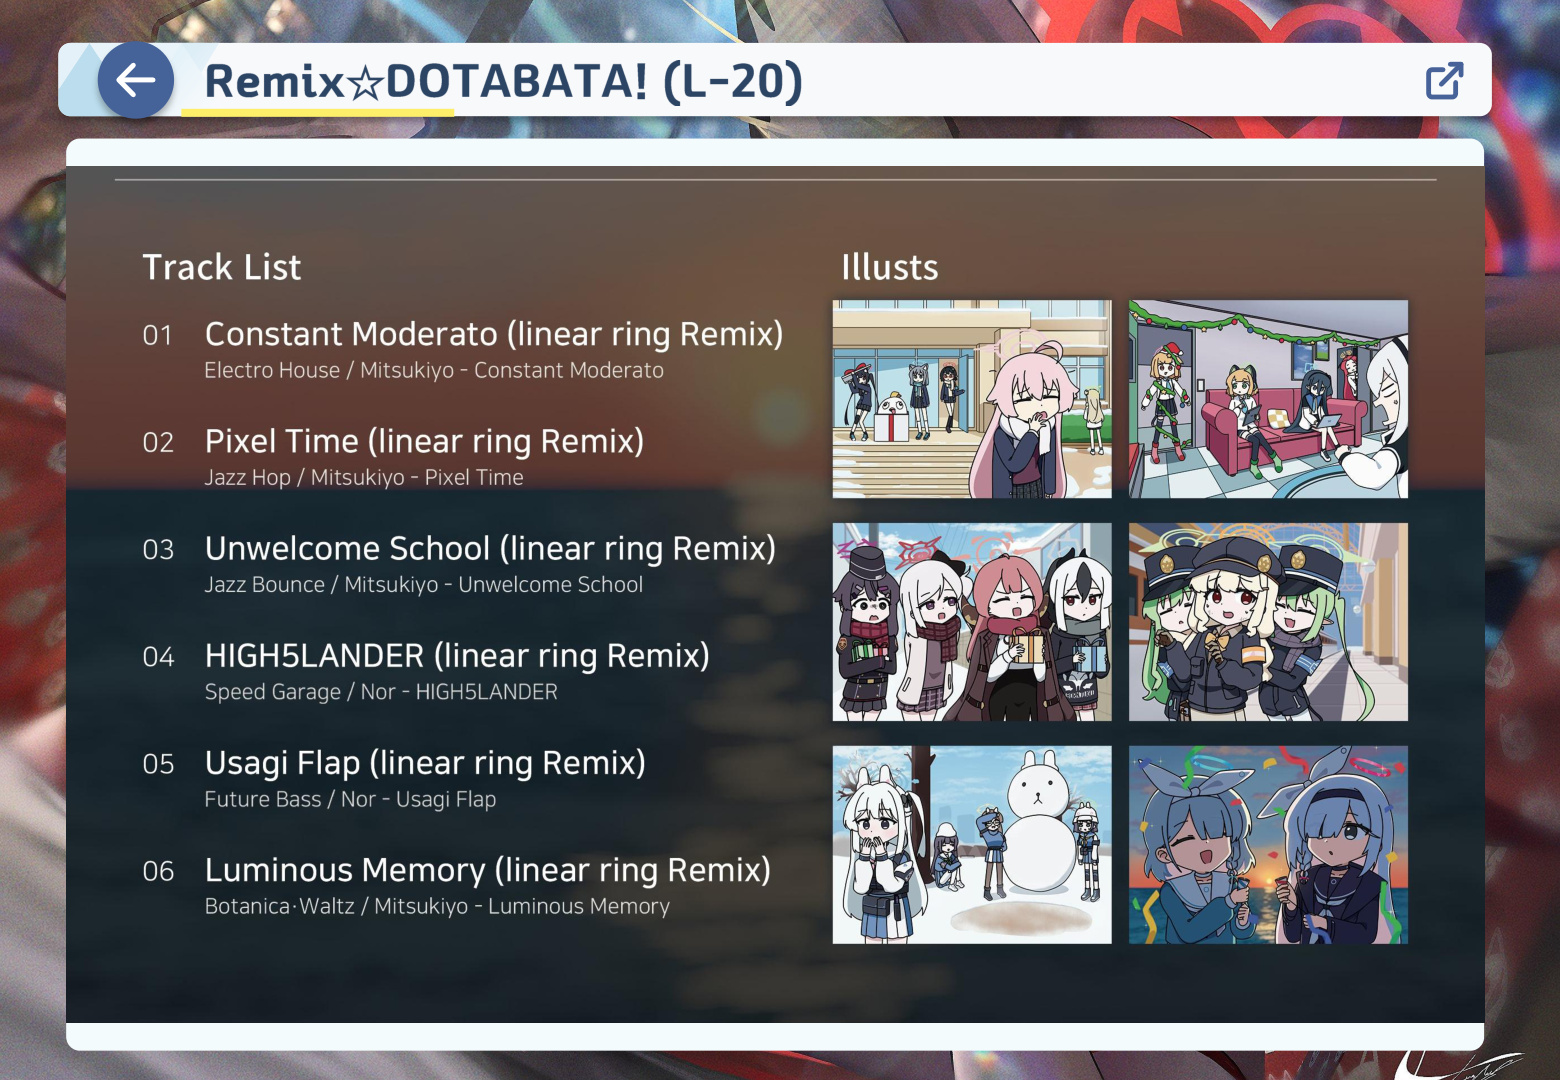 Remix☆DOTABATA! (L-20)
Track List
01 Constant Moderato (linear ring Remix)
Electro House / Mitsukiyo - Constant Moderato
02 Pixel Time (linear ring Remix)
Jazz Hop / Mitsukiyo - Pixel Time
03 Unwelcome School (linear ring Remix)
Jazz Bounce / Mitsukiyo - Unwelcome School
04 HIGH5LANDER (linear ring Remix)
Speed Garage / Nor - HIGH5LANDER
05 Usagi Flap (linear ring Remix)
Future Bass / Nor - Usagi Flap
06 Luminous Memory (linear ring Remix)
Botanica·Waltz / Mitsukiyo - Luminous Memory
Illusts